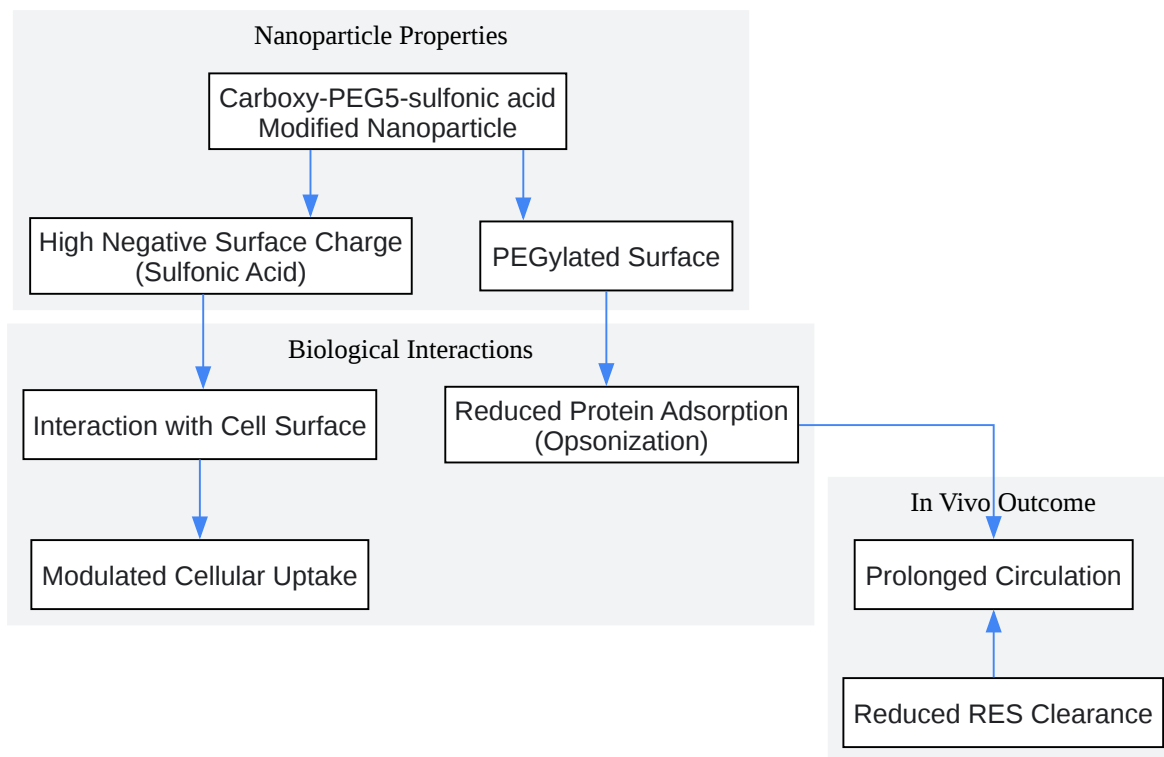 Nanoparticle Properties
Carboxy-PEG5-sulfonic acid
Modified Nanoparticle
High Negative Surface Charge
(Sulfonic Acid)
PEGylated Surface
Biological Interactions
Interaction with Cell Surface
Reduced Protein Adsorption
(Opsonization)
Modulated Cellular Uptake
In Vivo Outcome
Prolonged Circulation
Reduced RES Clearance